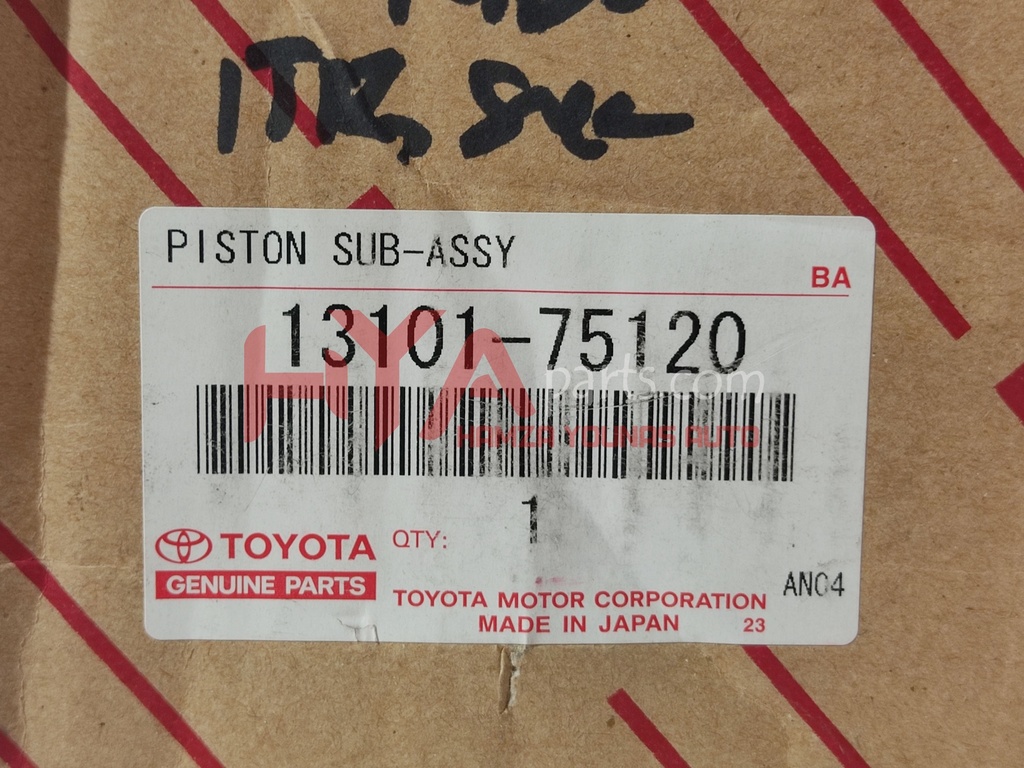 1TR,
PISTON SUB-ASSY
BA
13101-75120
HYA parts.com
HAMZA YOUNAS AUTO
1
QTY:
TOYOTA
GENUINE PARTS
AN04
TOYOTA MOTOR CORPORATION
MADE IN JAPAN 23